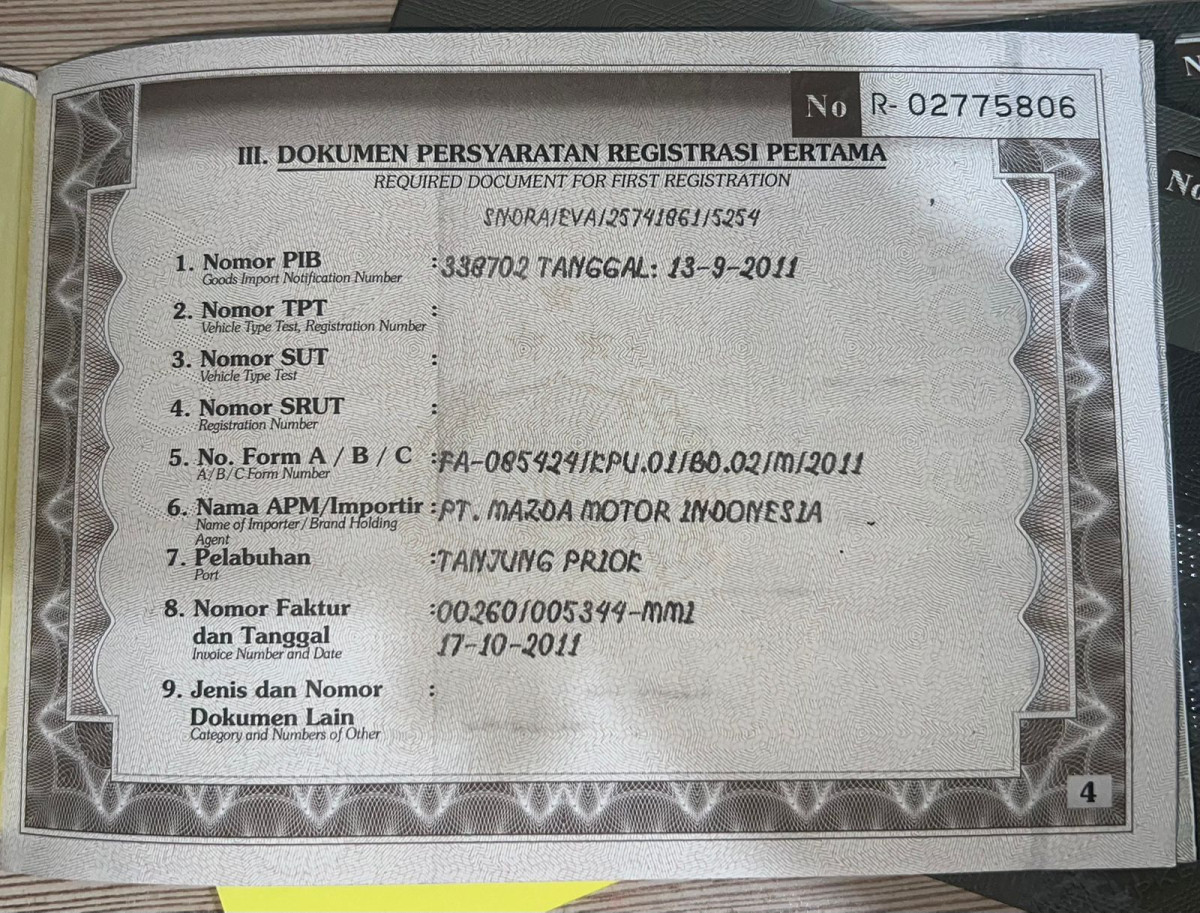 No R- 02775806
III. DOKUMEN PERSYARATAN REGISTRASI PERTAMA
REQUIRED DOCUMENT FOR FIRST REGISTRATION
SNORA/EVA/25741861/5254
1. Nomor PIB :338702 TANGGAL: 13-9-2011
Goods Import Notification Number
2. Nomor TPT :
Vehicle Type Test, Registration Number
3. Nomor SUT :
Vehicle Type Test
4. Nomor SRUT :
Registration Number
5. No. Form A / B / C :FA-085424/KPU.01/BD.02/M/2011
A/B/C Form Number
6. Nama APM/Importir :PT. MAZDA MOTOR INDONESIA
Name of Importer/Brand Holding
Agent
7. Pelabuhan :TANJUNG PRIOK
Port
8. Nomor Faktur :00260/005344-MMI
dan Tanggal 17-10-2011
Invoice Number and Date
9. Jenis dan Nomor :
Dokumen Lain
Category and Numbers of Other
4
No